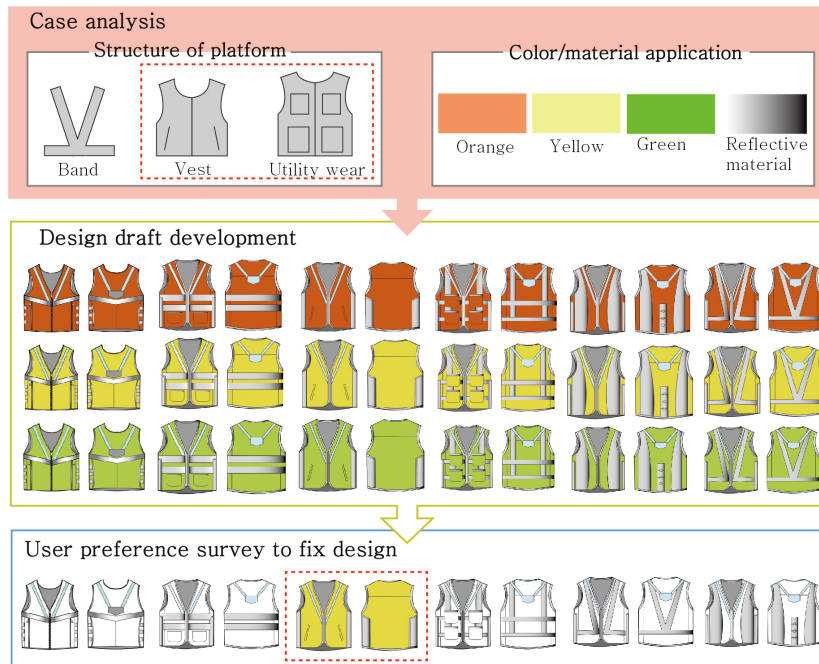 Case analysis
Structure of platform
Color/material application
Band
Vest
Utility wear
Orange
Yellow
Green
Reflective
material
Design draft development
User preference survey to fix design